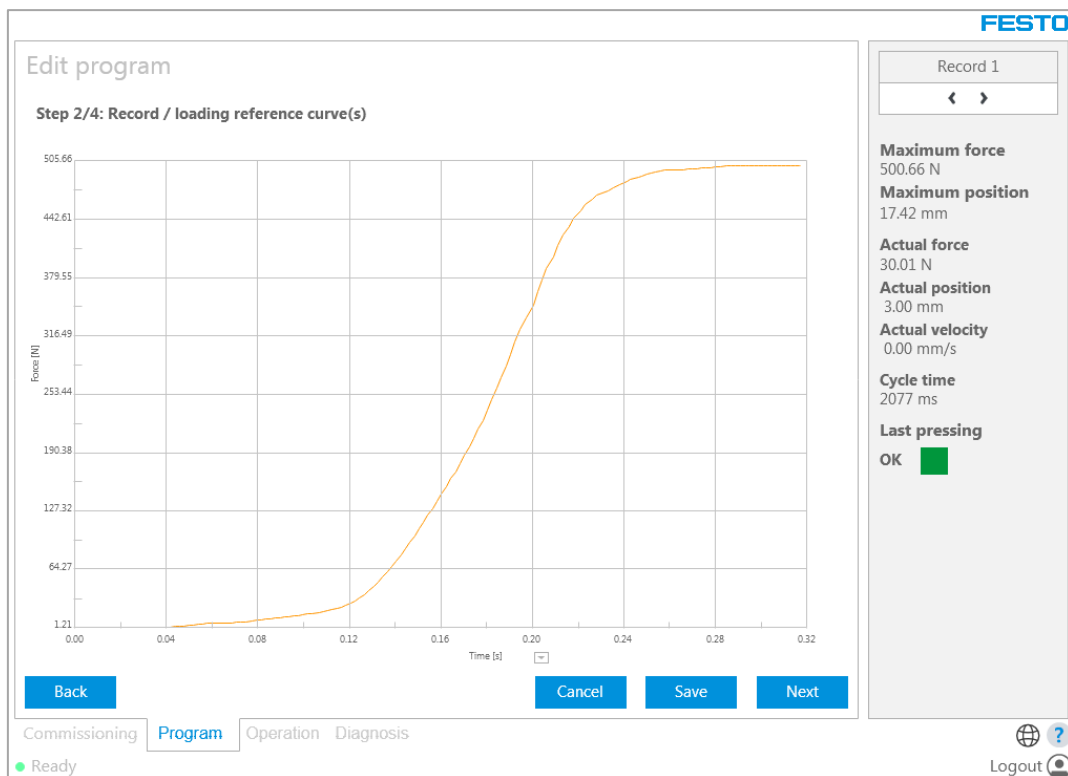 FESTO
Edit program
Step 2/4: Record / loading reference curve(s)
505.66
442.61
379.55
316.49
253.44
190.38
127.32
64.27
1.21
Force [N]
0.00 0.04 0.08 0.12 0.16 0.20 0.24 0.28 0.32
Time [s]
Back Cancel Save Next
Record 1
‹ ›
Maximum force
500.66 N
Maximum position
17.42 mm
Actual force
30.01 N
Actual position
3.00 mm
Actual velocity
0.00 mm/s
Cycle time
2077 ms
Last pressing
OK
Commissioning Program Operation Diagnosis
?
Ready
Logout